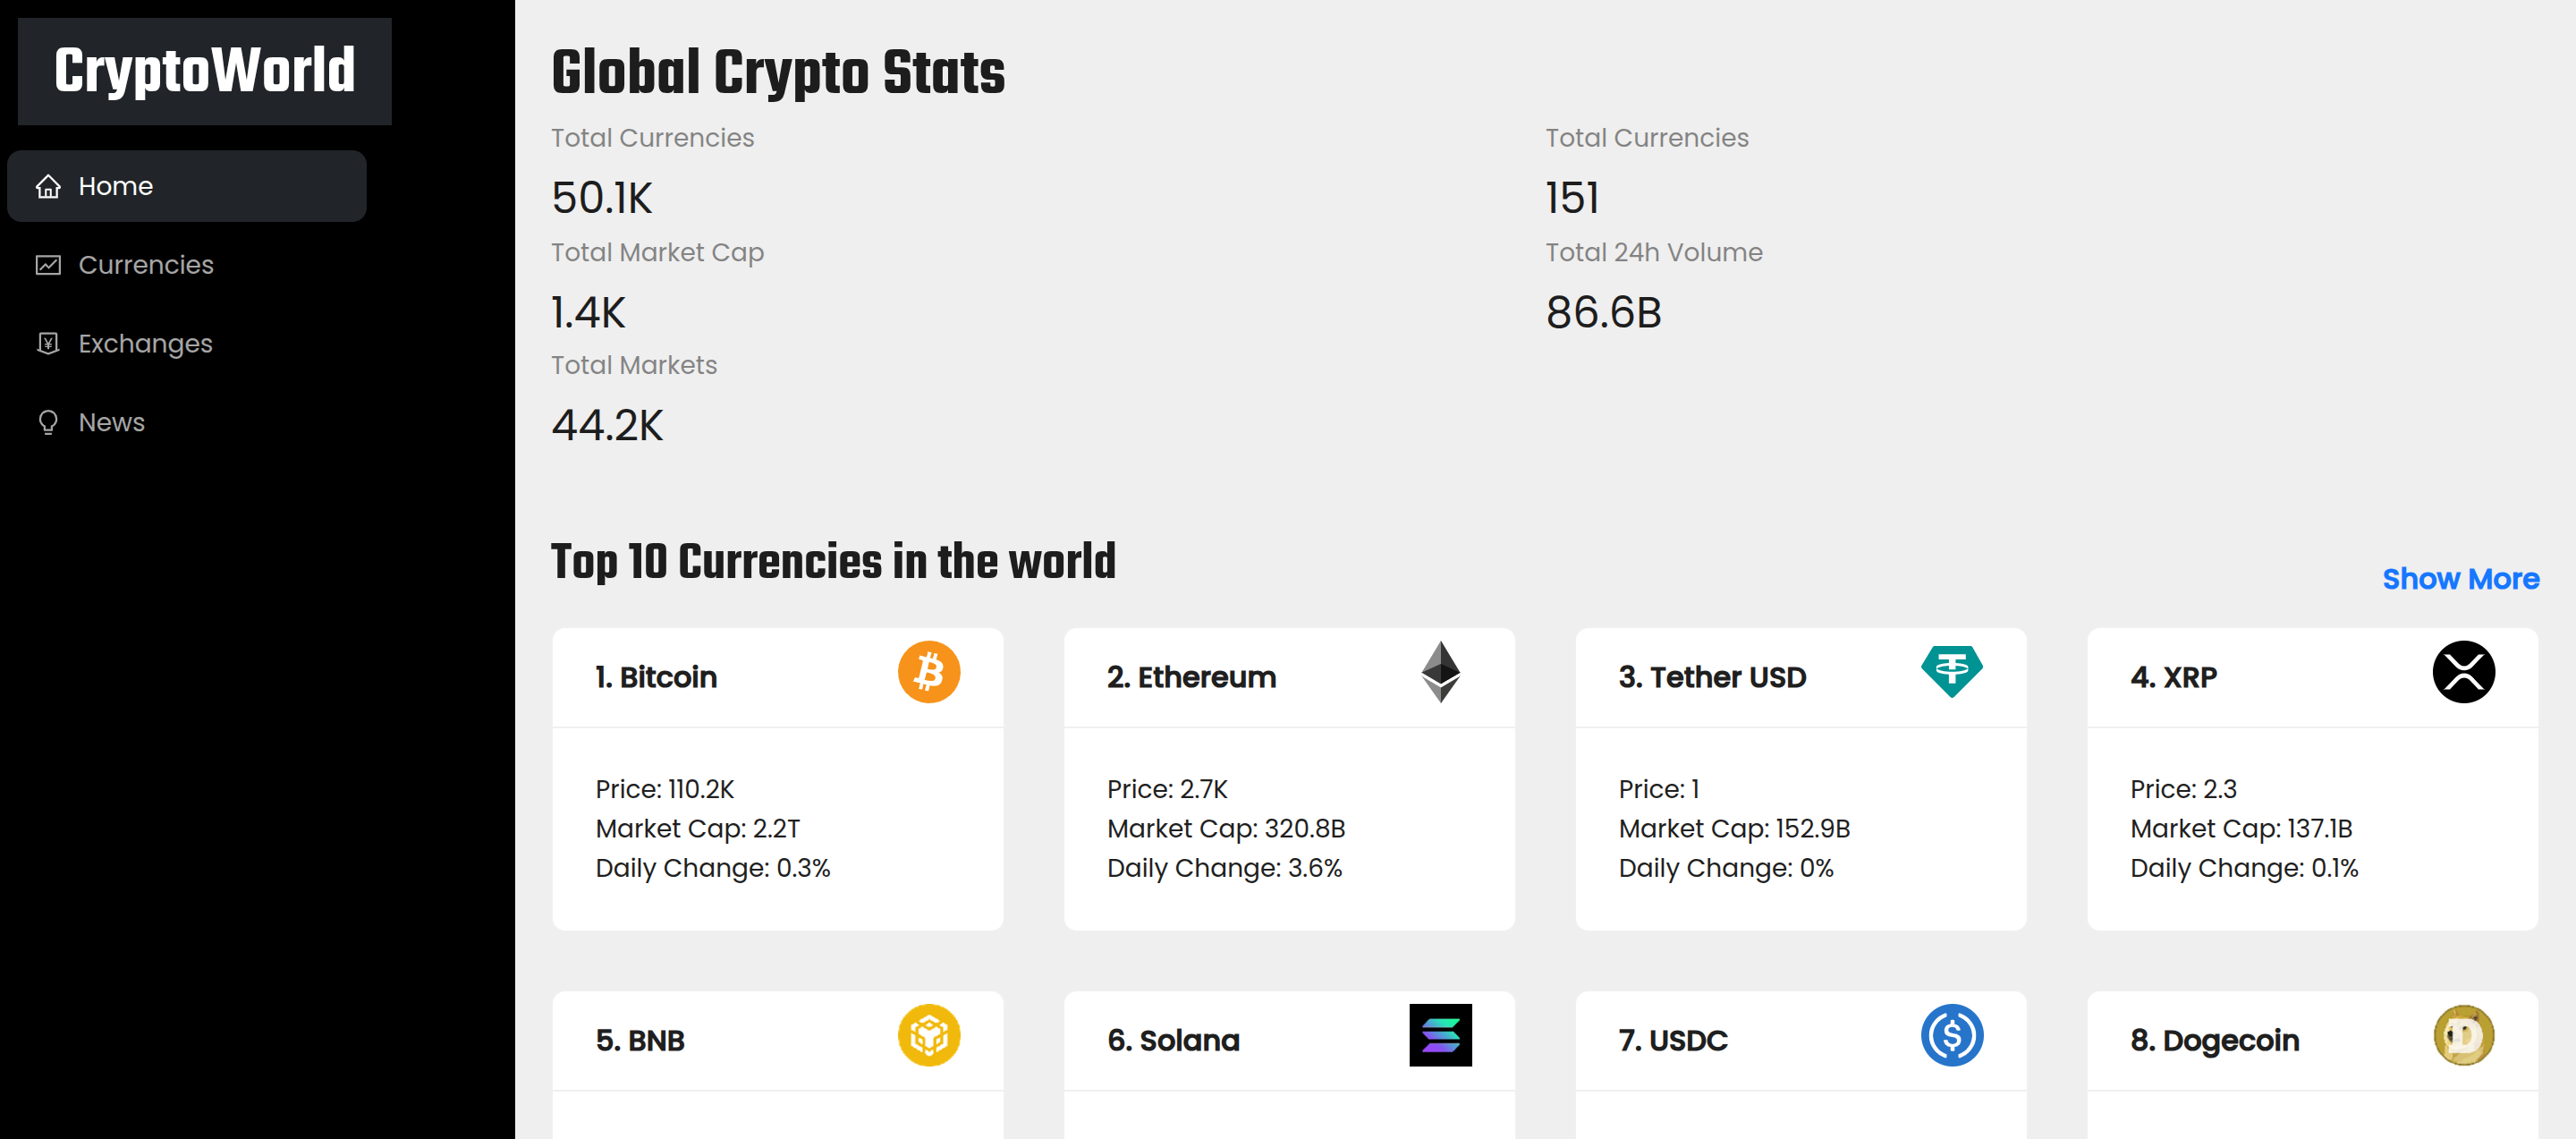 CryptoWorld
Home
Currencies
Exchanges
News
Global Crypto Stats
Total Currencies
50.1K
Total Currencies
151
Total Market Cap
1.4K
Total 24h Volume
86.6B
Total Markets
44.2K
Top 10 Currencies in the world
Show More
1. Bitcoin
Price: 110.2K
Market Cap: 2.2T
Daily Change: 0.3%
2. Ethereum
Price: 2.7K
Market Cap: 320.8B
Daily Change: 3.6%
3. Tether USD
Price: 1
Market Cap: 152.9B
Daily Change: 0%
4. XRP
Price: 2.3
Market Cap: 137.1B
Daily Change: 0.1%
5. BNB
6. Solana
7. USDC
8. Dogecoin